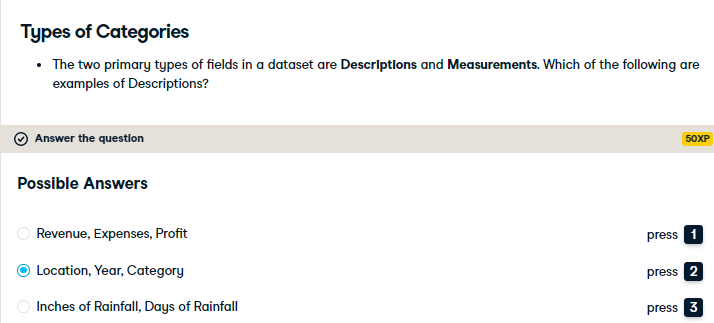 Types of Categories
• The two primary types of fields in a dataset are Descriptions and Measurements. Which of the following are
examples of Descriptions?
Answer the question
50XP
Possible Answers
Revenue, Expenses, Profit
press 1
Location, Year, Category
press 2
Inches of Rainfall, Days of Rainfall
press 3